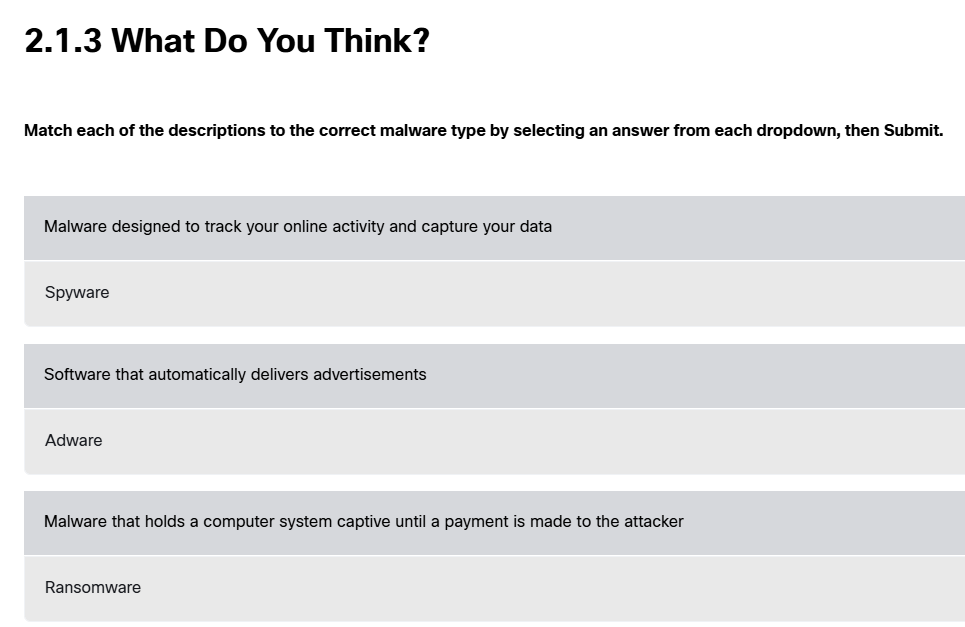 2.1.3 What Do You Think?
Match each of the descriptions to the correct malware type by selecting an answer from each dropdown, then Submit.
Malware designed to track your online activity and capture your data
Spyware
Software that automatically delivers advertisements
Adware
Malware that holds a computer system captive until a payment is made to the attacker
Ransomware